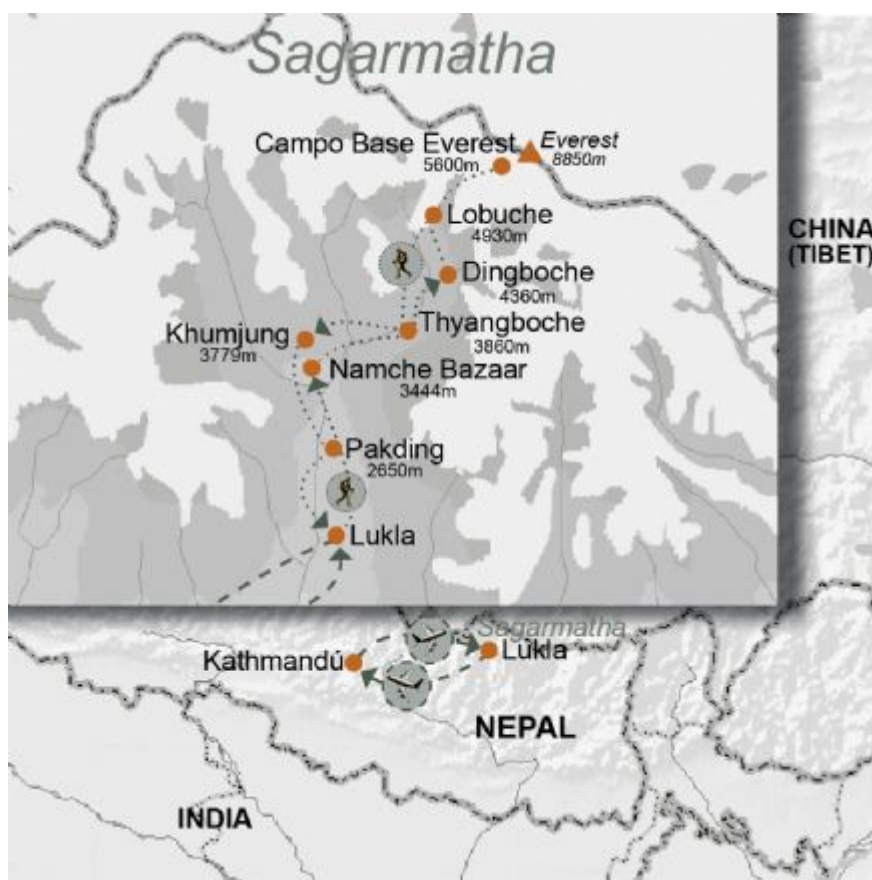 Sagarmatha
Campo Base Everest
5600m
Everest
8850m
Lobuche
4930m
CHINA
(TIBET)
Dingboche
4360m
Thyangboche
3860m
Khumjung
3779m
Namche Bazaar
3444m
Pakding
2650m
Lukla
Sagarmatha
Kathmandú
Lukla
NEPAL
INDIA